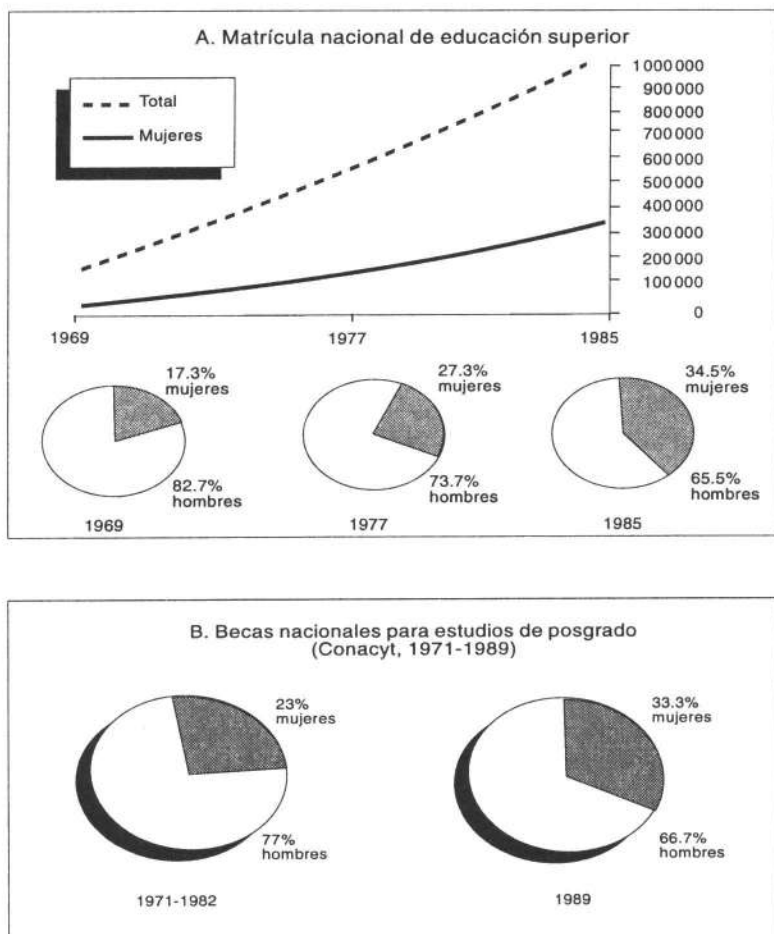 A. Matrícula nacional de educación superior
Total
Mujeres
1 000 000
900 000
800 000
700 000
600 000
500 000
400 000
300 000
200 000
100 000
0
1969
1977
1985
17.3%
mujeres
82.7%
hombres
1969
27.3%
mujeres
73.7%
hombres
1977
34.5%
mujeres
65.5%
hombres
1985
B. Becas nacionales para estudios de posgrado
(Conacyt, 1971-1989)
23%
mujeres
77%
hombres
1971-1982
33.3%
mujeres
66.7%
hombres
1989